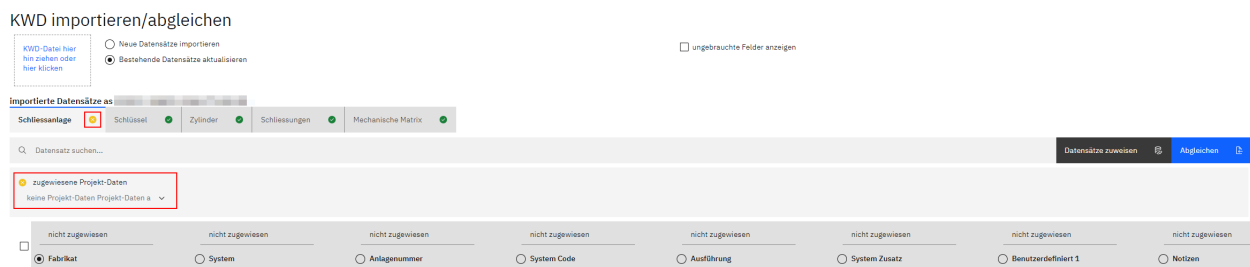 KWD importieren/abgleichen
KWD-Datei hier
hin ziehen oder
hier klicken
Neue Datensätze importieren
Bestehende Datensätze aktualisieren
ungebrauchte Felder anzeigen
importierte Datensätze as
Schliessanlage Schlüssel Zylinder Schliessungen Mechanische Matrix
Datensatz suchen... Datensätze zuweisen Abgleichen
zugewiesene Projekt-Daten
keine Projekt-Daten Projekt-Daten a
nicht zugewiesen nicht zugewiesen nicht zugewiesen nicht zugewiesen nicht zugewiesen nicht zugewiesen nicht zugewiesen nicht zugewiesen
Fabrikat System Anlagenummer System Code Ausführung System Zusatz Benutzerdefiniert 1 Notizen